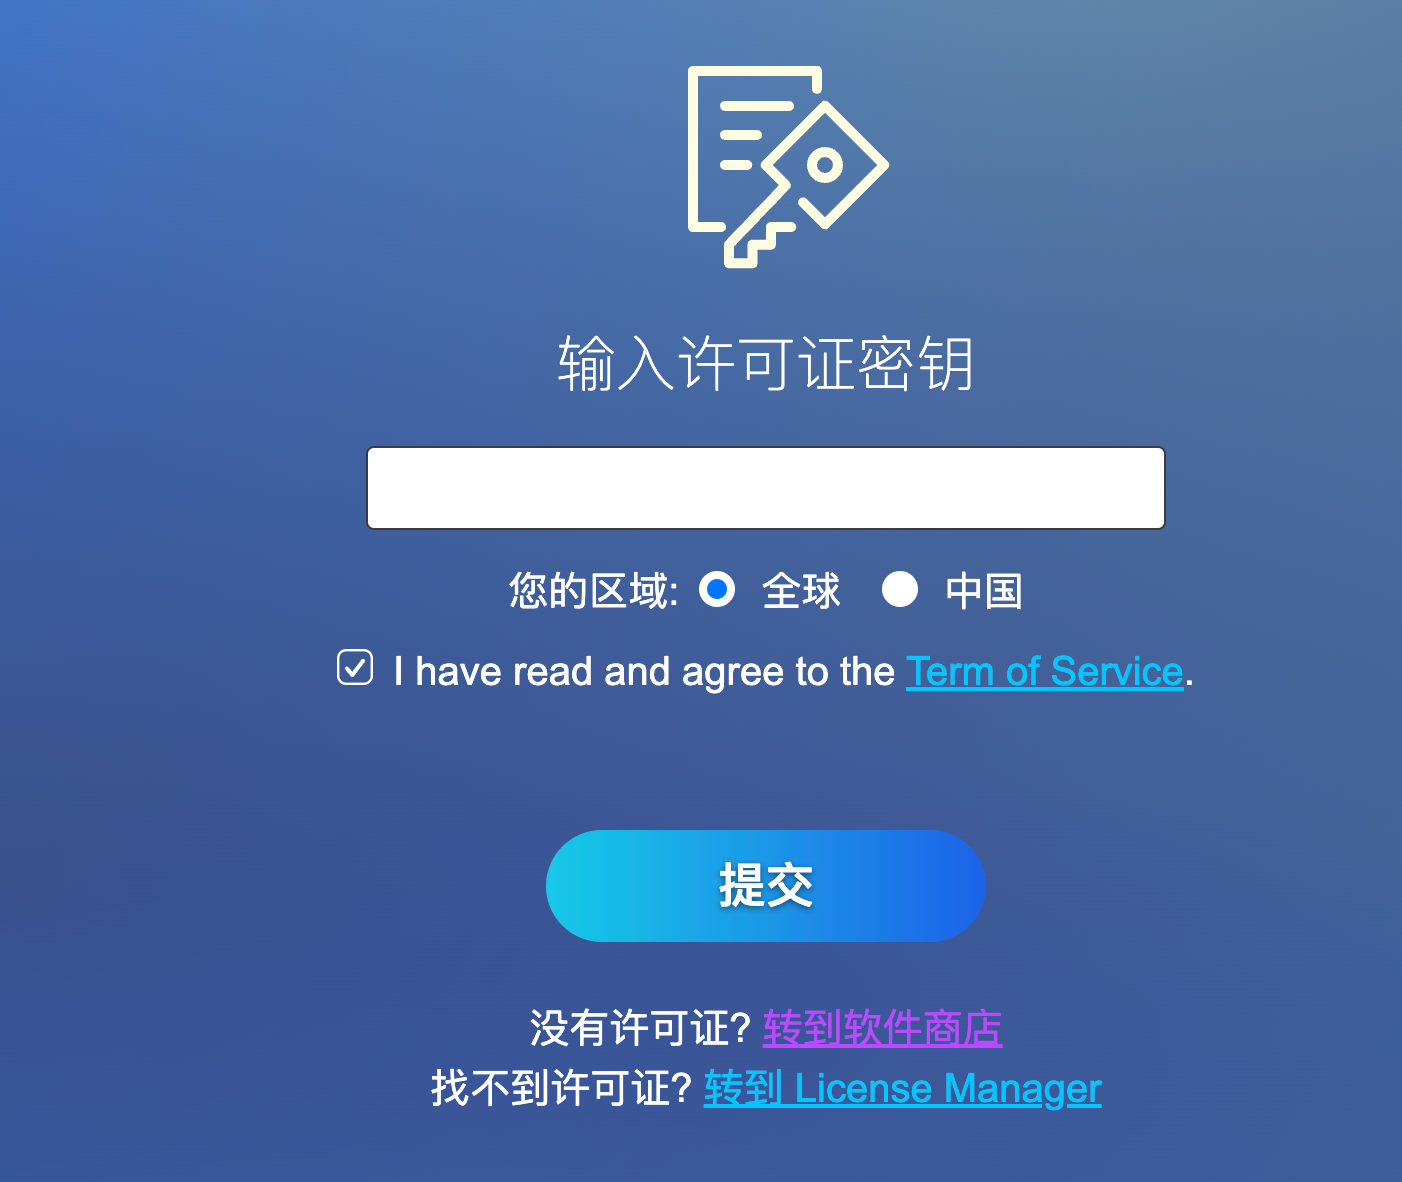 输入许可证密钥
您的区域: 全球 中国
I have read and agree to the Term of Service.
提交
没有许可证? 转到软件商店
找不到许可证? 转到 License Manager